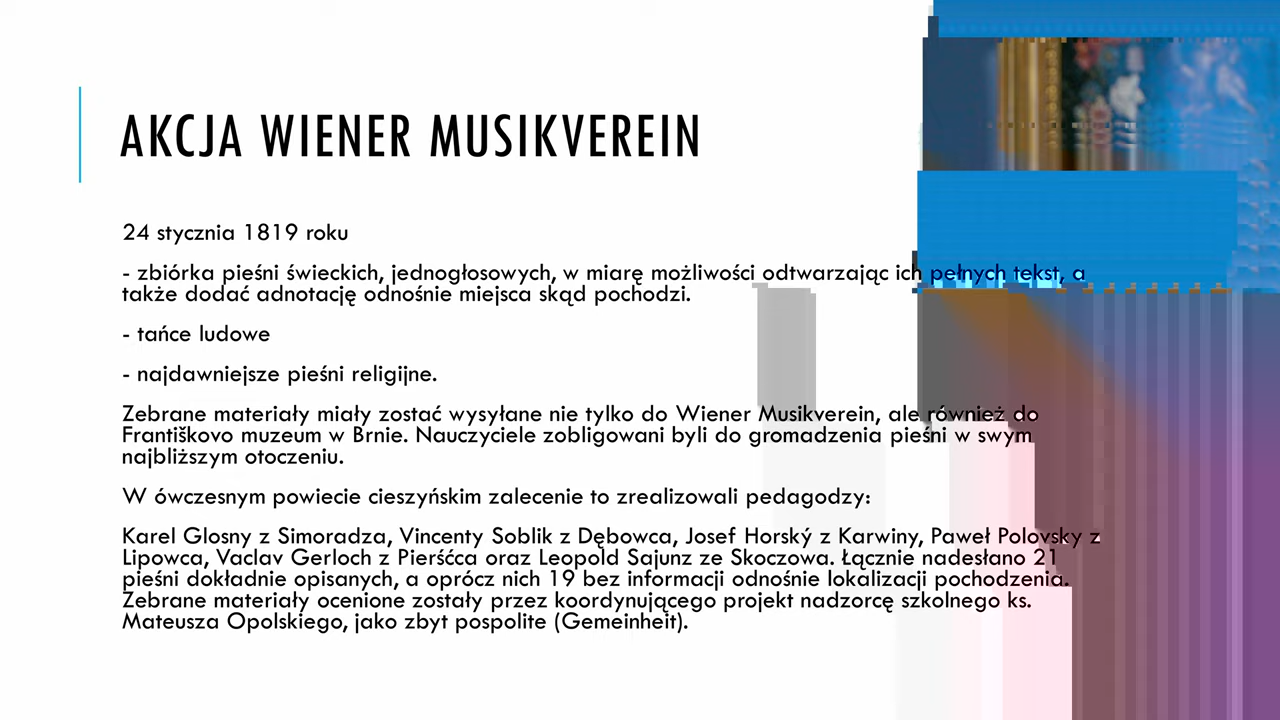 AKCJA WIENER MUSIKVEREIN
24 stycznia 1819 roku
- zbiórka pieśni świeckich, jednogłosowych, w miarę możliwości odtwarzając ich pełnych tekst, a
także dodać adnotację odnośnie miejsca skąd pochodzi.
- tańce ludowe
- najdawniejsze pieśni religijne.
Zebrane materiały miały zostać wysyłane nie tylko do Wiener Musikverein, ale również do
Františkovo muzeum w Brnie. Nauczyciele zobligowani byli do gromadzenia pieśni w swym
najbliższym otoczeniu.
W ówczesnym powiecie cieszyńskim zalecenie to zrealizowali pedagodzy:
Karel Glosny z Simoradza, Vincenty Soblik z Dębowca, Josef Horský z Karwiny, Paweł Polovsky z
Lipowca, Vaclav Gerloch z Pierśćca oraz Leopold Sajunz ze Skoczowa. Łącznie nadesłano 21
pieśni dokładnie opisanych, a oprócz nich 19 bez informacji odnośnie lokalizacji pochodzenia.
Zebrane materiały ocenione zostały przez koordynującego projekt nadzorcę szkolnego ks.
Mateusza Opolskiego, jako zbyt pospolite (Gemeinheit).